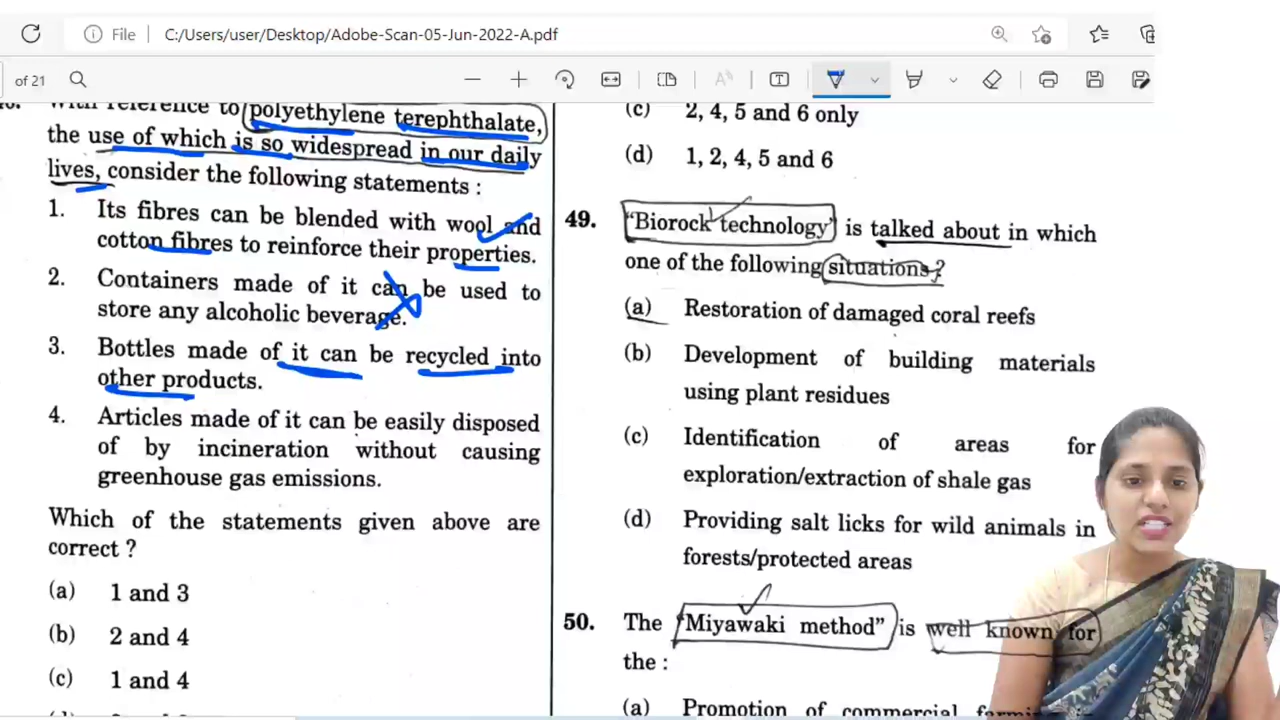 File
C:/Users/user/Desktop/Adobe-Scan-05-Jun-2022-A.pdf
of 21
With reference to polyethylene terephthalate,
the use of which is so widespread in our daily
lives, consider the following statements :
1. Its fibres can be blended with wool and
cotton fibres to reinforce their properties.
2. Containers made of it can be used to
store any alcoholic beverage.
3. Bottles made of it can be recycled into
other products.
4. Articles made of it can be easily disposed
of by incineration without causing
greenhouse gas emissions.
Which of the statements given above are
correct ?
(a) 1 and 3
(b) 2 and 4
(c) 1 and 4
(c) 2, 4, 5 and 6 only
(d) 1, 2, 4, 5 and 6
49. "Biorock technology" is talked about in which
one of the following situations ?
(a) Restoration of damaged coral reefs
(b) Development of building materials
using plant residues
(c) Identification of areas for
exploration/extraction of shale gas
(d) Providing salt licks for wild animals in
forests/protected areas
50. The "Miyawaki method" is well known for
the :
(a) Promotion of commercial farming in